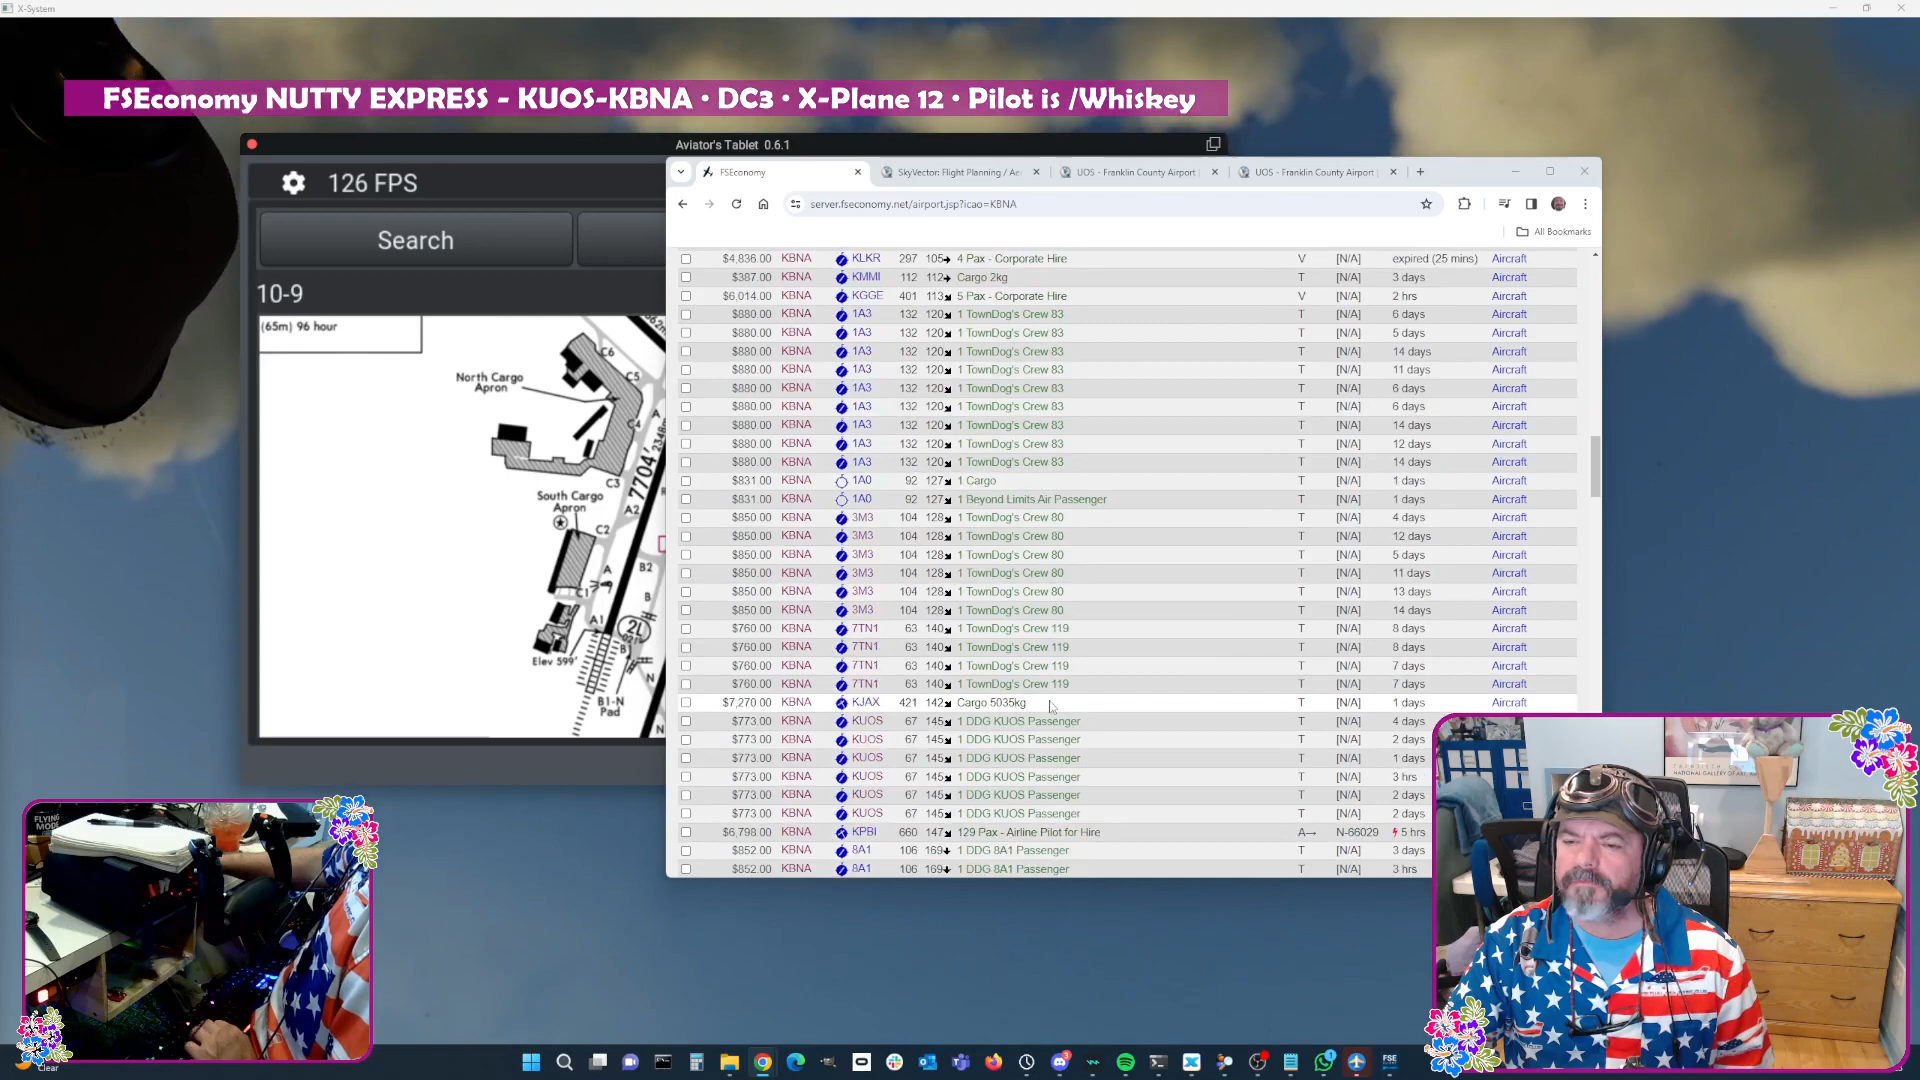 X-System
FSEconomy NUTTY EXPRESS - KUOS-KBNA • DC3 • X-Plane 12 • Pilot is /Whiskey
Aviator's Tablet 0.6.1
126 FPS
Search
10-9
(65m) 96 hour
North Cargo
Apron
C6
C5
C4
C3
South Cargo
Apron
C2
A2
7704'
A
B2
C1
B
A1
2L
Elev 599'
B1-N
Pad
N
FSEconomy
SkyVector: Flight Planning / Ae
UOS - Franklin County Airport
UOS - Franklin County Airport
server.fseconomy.net/airport.jsp?icao=KBNA
All Bookmarks
$4,836.00 KBNA KLKR 297 105 4 Pax - Corporate Hire V [N/A] expired (25 mins) Aircraft
$387.00 KBNA KMMI 112 112 Cargo 2kg T [N/A] 3 days Aircraft
$6,014.00 KBNA KGGE 401 113 5 Pax - Corporate Hire V [N/A] 2 hrs Aircraft
$880.00 KBNA 1A3 132 120 1 TownDog's Crew 83 T [N/A] 6 days Aircraft
$880.00 KBNA 1A3 132 120 1 TownDog's Crew 83 T [N/A] 5 days Aircraft
$880.00 KBNA 1A3 132 120 1 TownDog's Crew 83 T [N/A] 14 days Aircraft
$880.00 KBNA 1A3 132 120 1 TownDog's Crew 83 T [N/A] 11 days Aircraft
$880.00 KBNA 1A3 132 120 1 TownDog's Crew 83 T [N/A] 6 days Aircraft
$880.00 KBNA 1A3 132 120 1 TownDog's Crew 83 T [N/A] 6 days Aircraft
$880.00 KBNA 1A3 132 120 1 TownDog's Crew 83 T [N/A] 14 days Aircraft
$880.00 KBNA 1A3 132 120 1 TownDog's Crew 83 T [N/A] 12 days Aircraft
$880.00 KBNA 1A3 132 120 1 TownDog's Crew 83 T [N/A] 14 days Aircraft
$831.00 KBNA 1A0 92 127 1 Cargo T [N/A] 1 days Aircraft
$831.00 KBNA 1A0 92 127 1 Beyond Limits Air Passenger T [N/A] 1 days Aircraft
$850.00 KBNA 3M3 104 128 1 TownDog's Crew 80 T [N/A] 4 days Aircraft
$850.00 KBNA 3M3 104 128 1 TownDog's Crew 80 T [N/A] 12 days Aircraft
$850.00 KBNA 3M3 104 128 1 TownDog's Crew 80 T [N/A] 5 days Aircraft
$850.00 KBNA 3M3 104 128 1 TownDog's Crew 80 T [N/A] 11 days Aircraft
$850.00 KBNA 3M3 104 128 1 TownDog's Crew 80 T [N/A] 13 days Aircraft
$850.00 KBNA 3M3 104 128 1 TownDog's Crew 80 T [N/A] 14 days Aircraft
$760.00 KBNA 7TN1 63 140 1 TownDog's Crew 119 T [N/A] 8 days Aircraft
$760.00 KBNA 7TN1 63 140 1 TownDog's Crew 119 T [N/A] 8 days Aircraft
$760.00 KBNA 7TN1 63 140 1 TownDog's Crew 119 T [N/A] 7 days Aircraft
$760.00 KBNA 7TN1 63 140 1 TownDog's Crew 119 T [N/A] 7 days Aircraft
$7,270.00 KBNA KJAX 421 142 Cargo 5035kg T [N/A] 1 days Aircraft
$773.00 KBNA KUOS 67 145 1 DDG KUOS Passenger T [N/A] 4 days
$773.00 KBNA KUOS 67 145 1 DDG KUOS Passenger T [N/A] 2 days
$773.00 KBNA KUOS 67 145 1 DDG KUOS Passenger T [N/A] 1 days
$773.00 KBNA KUOS 67 145 1 DDG KUOS Passenger T [N/A] 3 hrs
$773.00 KBNA KUOS 67 145 1 DDG KUOS Passenger T [N/A] 2 days
$773.00 KBNA KUOS 67 145 1 DDG KUOS Passenger T [N/A] 2 days
$6,798.00 KBNA KPBI 660 147 129 Pax - Airline Pilot for Hire A→ N-66029 5 hrs
$852.00 KBNA 8A1 106 169 1 DDG 8A1 Passenger T [N/A] 3 days
$852.00 KBNA 8A1 106 169 1 DDG 8A1 Passenger T [N/A] 3 hrs
NATIONAL GALLERY OF ART
FLYING
MODE
Clear
FSE